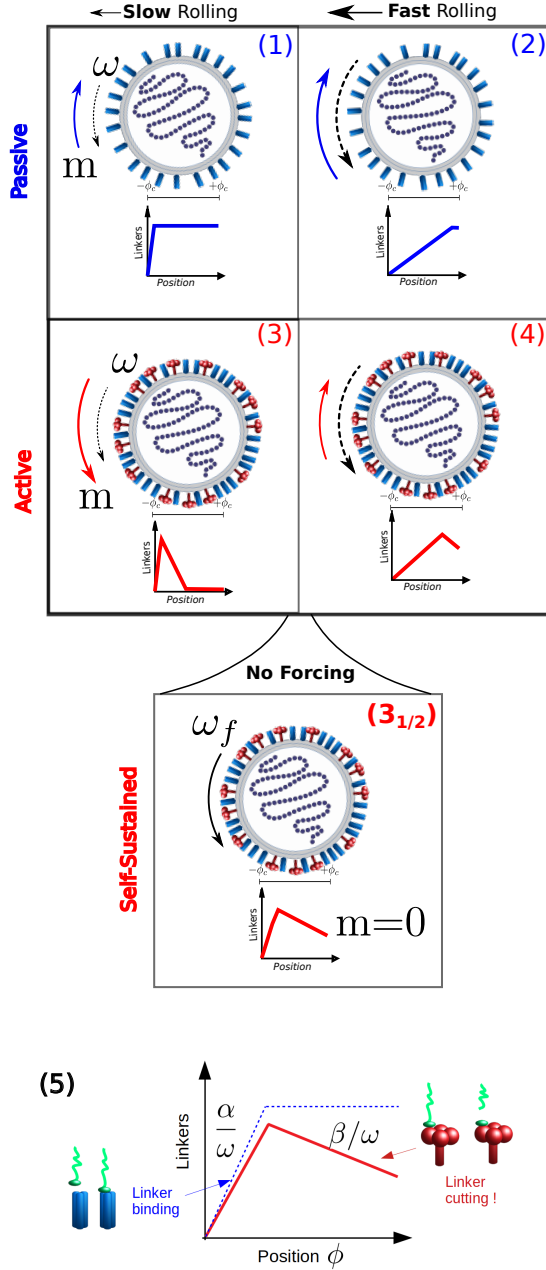 Slow Rolling
Fast Rolling
Passive
(1)
ω
m
−ϕc
+ϕc
Linkers
Position
(2)
−ϕc
+ϕc
Linkers
Position
Active
(3)
ω
m
−ϕc
+ϕc
Linkers
Position
(4)
−ϕc
+ϕc
Linkers
Position
No Forcing
Self-Sustained
(3 1/2)
ωf
−ϕc
+ϕc
Linkers
m=0
Position
(5)
Linkers
α
ω
β/ω
Linker
binding
Linker
cutting !
Position ϕ